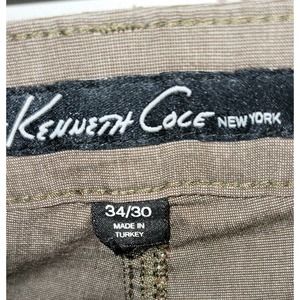 KENNETH COLE NEW YORK
34/30
MADE IN
TURKEY